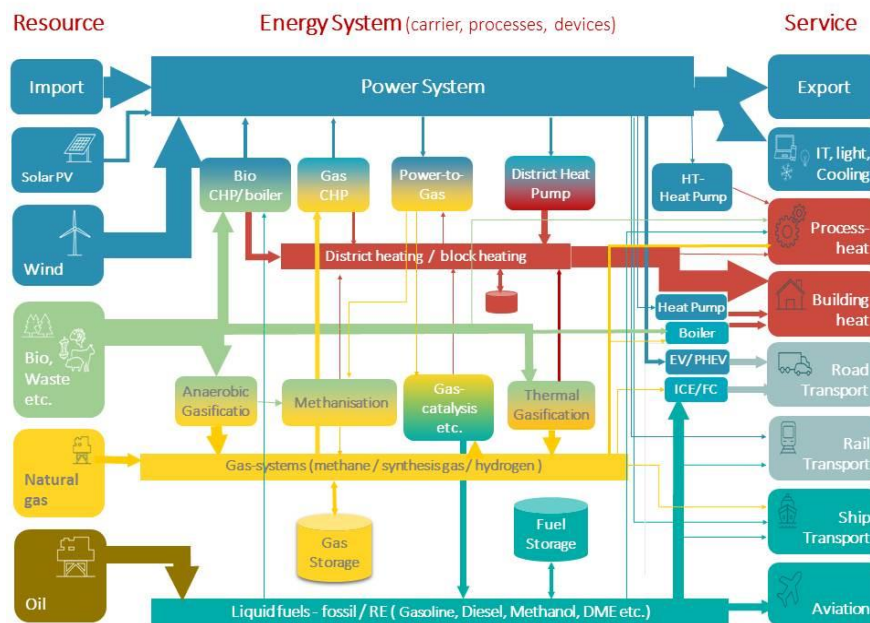 Resource
Energy System (carrier, processes, devices)
Service
Import
Power System
Export
Solar PV
Bio
CHP/boiler
Gas
CHP
Power-to-
Gas
District Heat
Pump
HT-
Heat Pump
IT, light,
Cooling
Wind
District heating / block heating
Process-
heat
Heat Pump
Boiler
Building
heat
Bio,
Waste
etc.
Anaerobic
Gasificatio
Methanisation
Gas-
catalysis
etc.
Thermal
Gasification
EV/PHEV
ICE/FC
Road
Transport
Natural
gas
Gas-systems (methane / synthesis gas / hydrogen )
Rail
Transport
Gas
Storage
Fuel
Storage
Ship
Transport
Oil
Liquid fuels - fossil / RE ( Gasoline, Diesel, Methanol, DME etc.)
Aviation